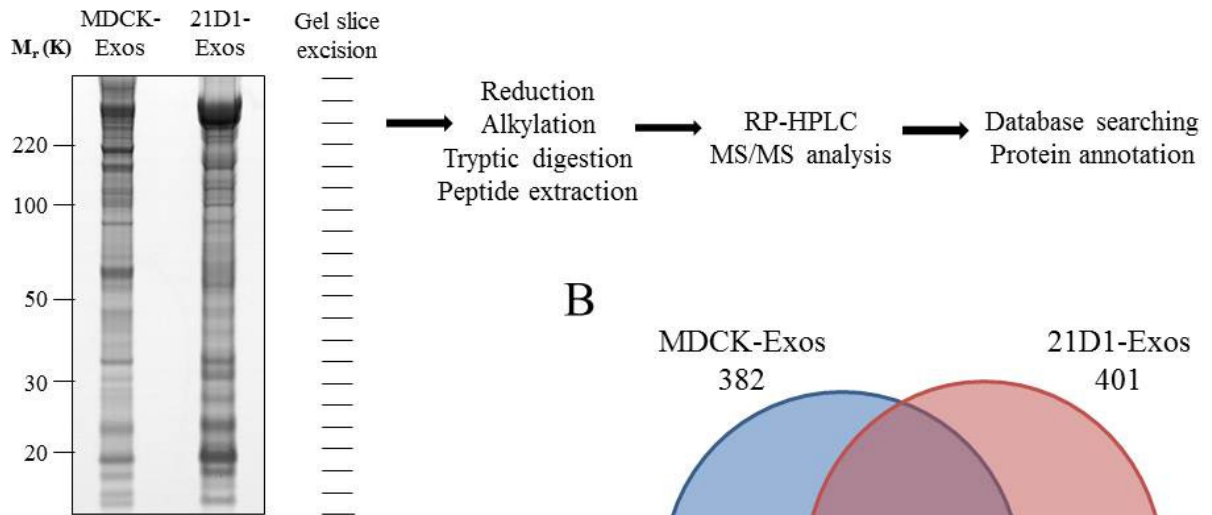 MDCK-
Exos
21D1-
Exos
Gel slice
excision
Mr (K)
220
100
50
30
20
Reduction
Alkylation
Tryptic digestion
Peptide extraction
RP-HPLC
MS/MS analysis
Database searching
Protein annotation
B
MDCK-Exos
382
21D1-Exos
401